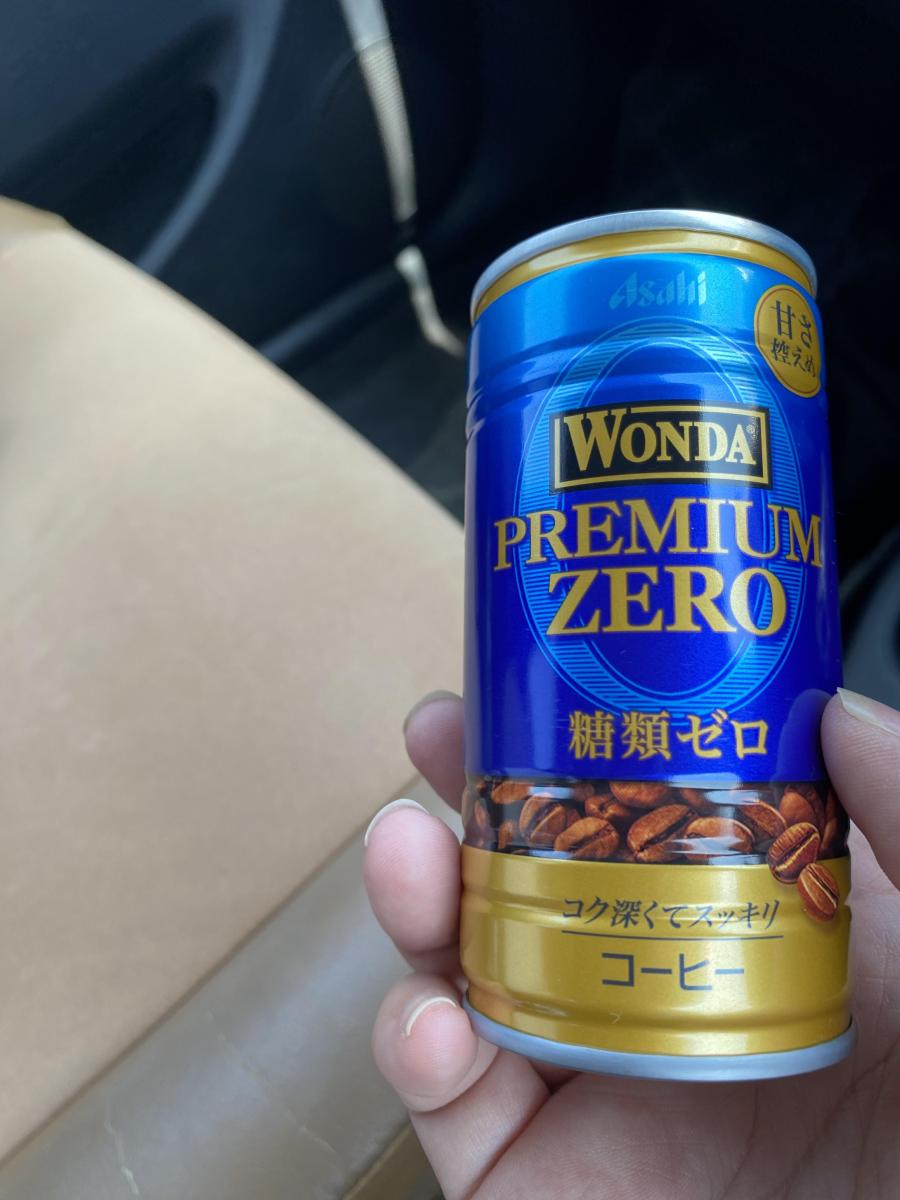 Asahi
甘さ
控えめ
WONDA®
PREMIUM
ZERO
糖類ゼロ
コク深くてスッキリ
コーヒー